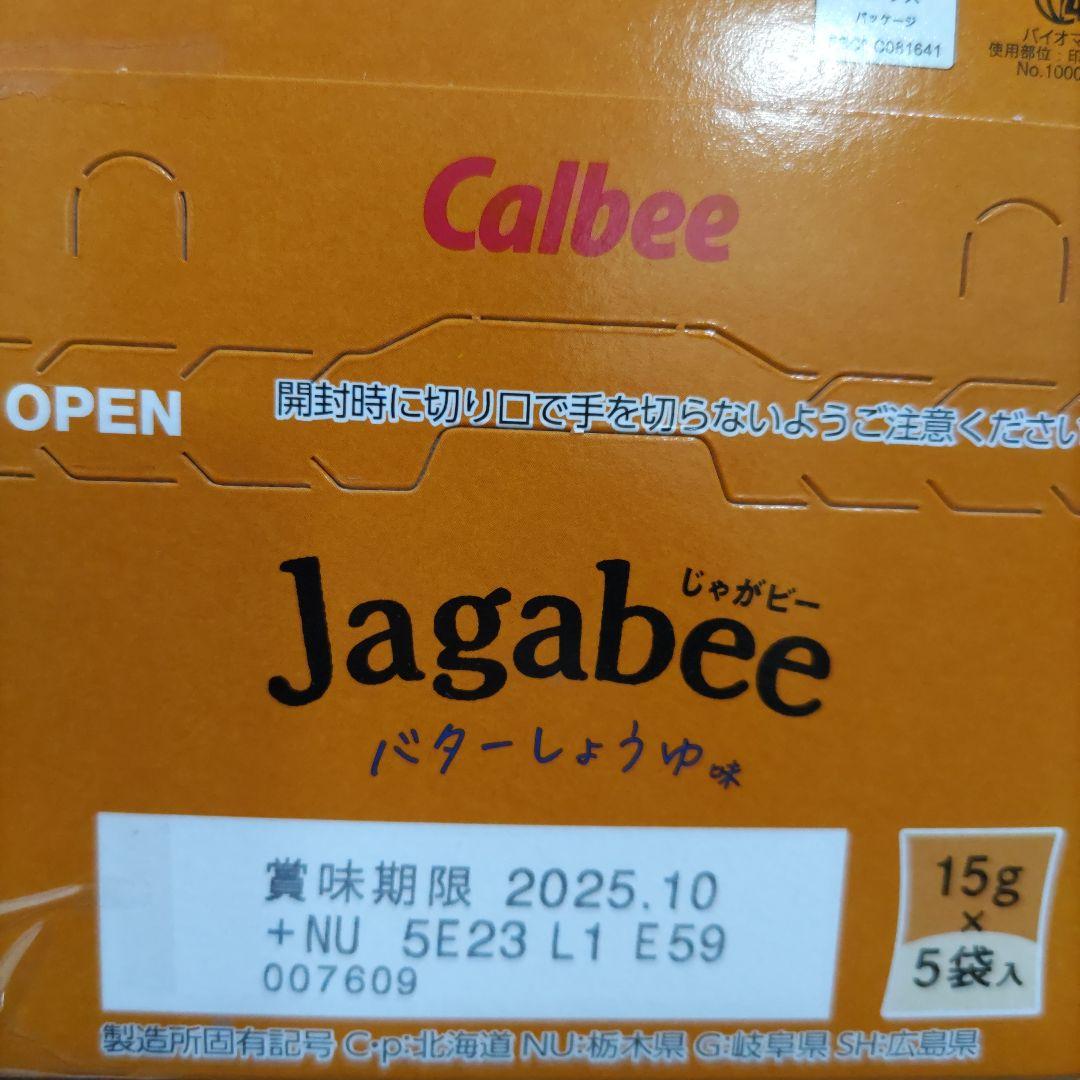 パッケージ
C081641
バイオマ
使用部位：印
No.1000
Calbee
OPEN
開封時に切り口で手を切らないようご注意ください
じゃがビー
Jagabee
バターしょうゆ味
賞味期限 2025.10
+NU 5E23 L1 E59
007609
15g
×
5袋入
製造所固有記号 C・p:北海道 NU:栃木県 G:岐阜県 SH:広島県